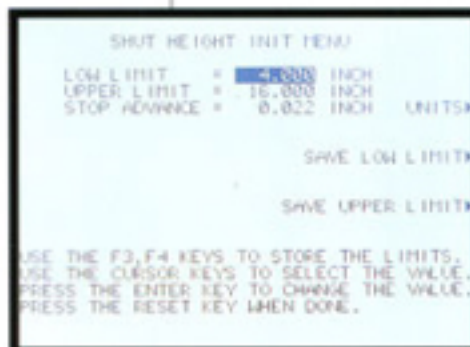 SHUT HEIGHT INIT MENU
LOW LIMIT = 4.000 INCH
UPPER LIMIT = 16.000 INCH
STOP ADVANCE = 0.022 INCH UNITS
SAVE LOW LIMIT
SAVE UPPER LIMIT
USE THE F3,F4 KEYS TO STORE THE LIMITS.
USE THE CURSOR KEYS TO SELECT THE VALUE.
PRESS THE ENTER KEY TO CHANGE THE VALUE.
PRESS THE RESET KEY WHEN DONE.